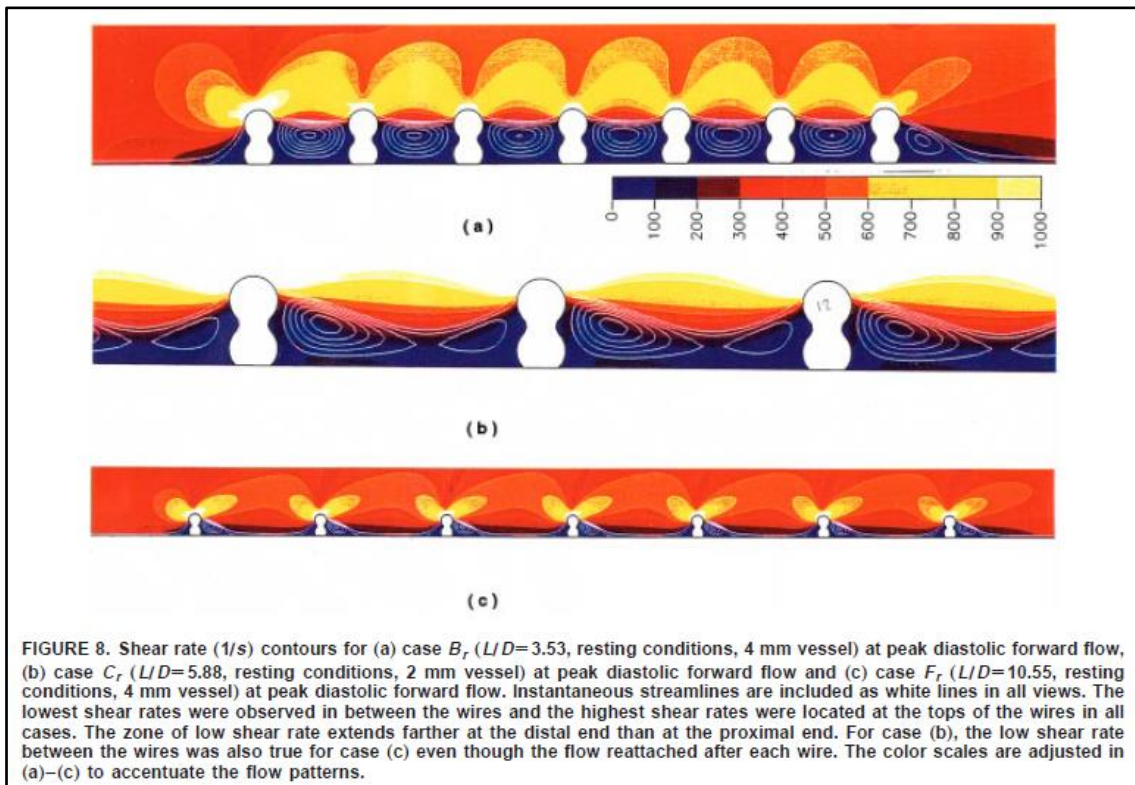 (a)
0
100
200
300
400
500
600
700
800
900
1000
(b)
12
(c)
FIGURE 8. Shear rate (1/s) contours for (a) case Br (L/D=3.53, resting conditions, 4 mm vessel) at peak diastolic forward flow,
(b) case Cr (L/D=5.88, resting conditions, 2 mm vessel) at peak diastolic forward flow and (c) case Fr (L/D=10.55, resting
conditions, 4 mm vessel) at peak diastolic forward flow. Instantaneous streamlines are included as white lines in all views. The
lowest shear rates were observed in between the wires and the highest shear rates were located at the tops of the wires in all
cases. The zone of low shear rate extends farther at the distal end than at the proximal end. For case (b), the low shear rate
between the wires was also true for case (c) even though the flow reattached after each wire. The color scales are adjusted in
(a)–(c) to accentuate the flow patterns.